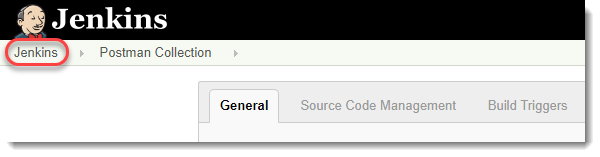 Jenkins
Jenkins Postman Collection
General Source Code Management Build Triggers